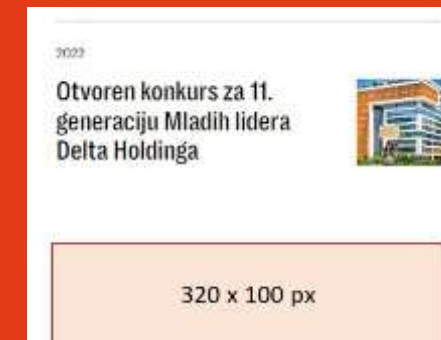 2022
Otvoren konkurs za 11.
generaciju Mladih lidera
Delta Holdinga
320 x 100 px